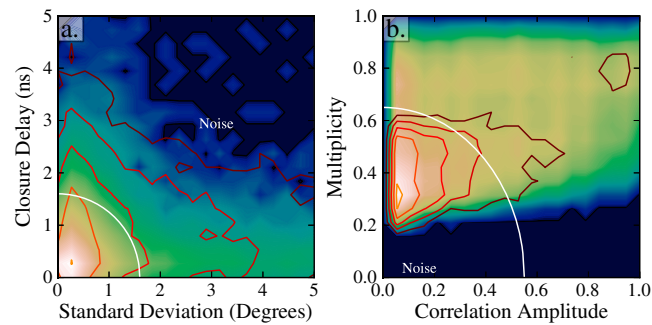 a.
Closure Delay (ns)
5
4
3
2
1
0
Noise
0 1 2 3 4 5
Standard Deviation (Degrees)
b.
Multiplicity
1.0
0.8
0.6
0.4
0.2
0.0
Noise
0.0 0.2 0.4 0.6 0.8 1.0
Correlation Amplitude